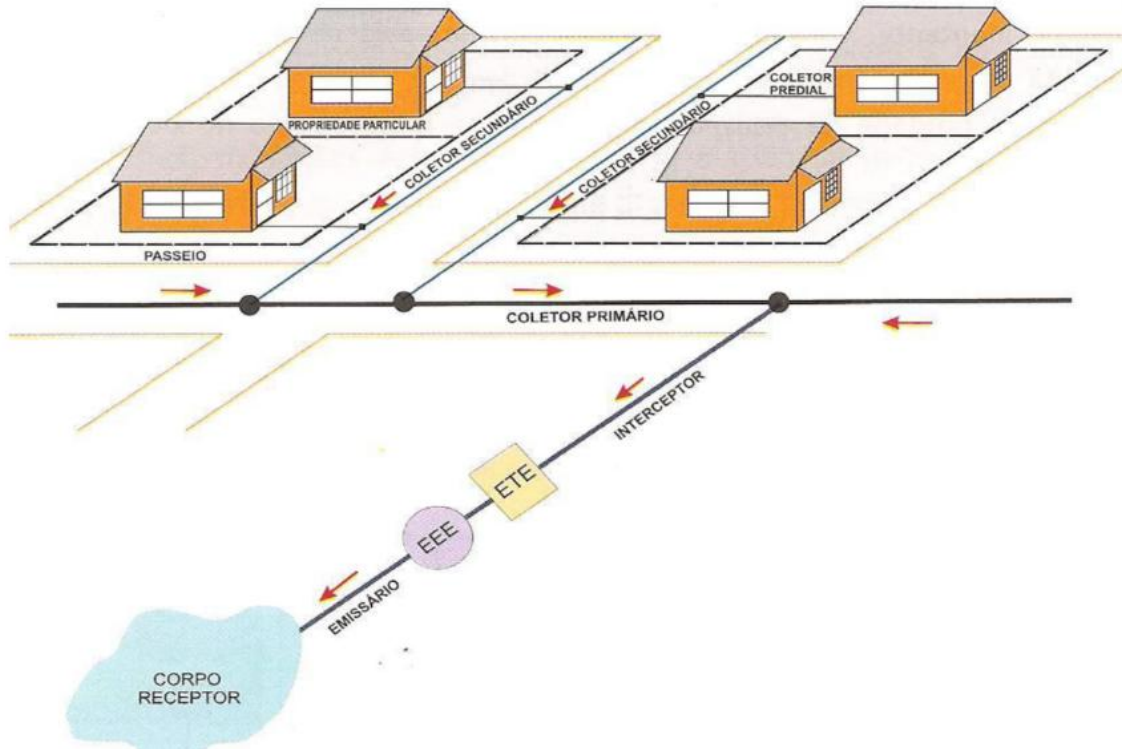 PROPRIEDADE PARTICULAR
COLETOR SECUNDÁRIO
COLETOR
PREDIAL
COLETOR SECUNDÁRIO
PASSEIO
COLETOR PRIMÁRIO
INTERCEPTOR
ETE
EEE
EMISSÁRIO
CORPO
RECEPTOR